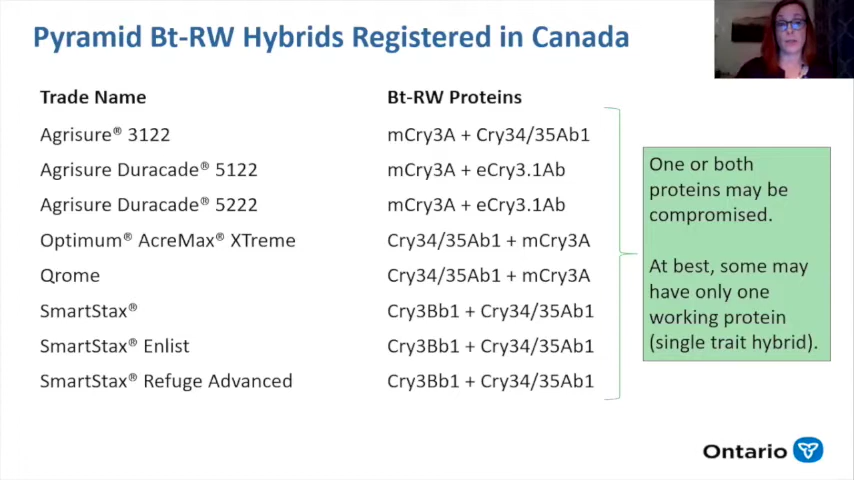 Pyramid Bt-RW Hybrids Registered in Canada
Trade Name Bt-RW Proteins
Agrisure® 3122 mCry3A + Cry34/35Ab1
Agrisure Duracade® 5122 mCry3A + eCry3.1Ab
Agrisure Duracade® 5222 mCry3A + eCry3.1Ab
Optimum® AcreMax® XTreme Cry34/35Ab1 + mCry3A
Qrome Cry34/35Ab1 + mCry3A
SmartStax® Cry3Bb1 + Cry34/35Ab1
SmartStax® Enlist Cry3Bb1 + Cry34/35Ab1
SmartStax® Refuge Advanced Cry3Bb1 + Cry34/35Ab1
One or both
proteins may be
compromised.
At best, some may
have only one
working protein
(single trait hybrid).
Ontario